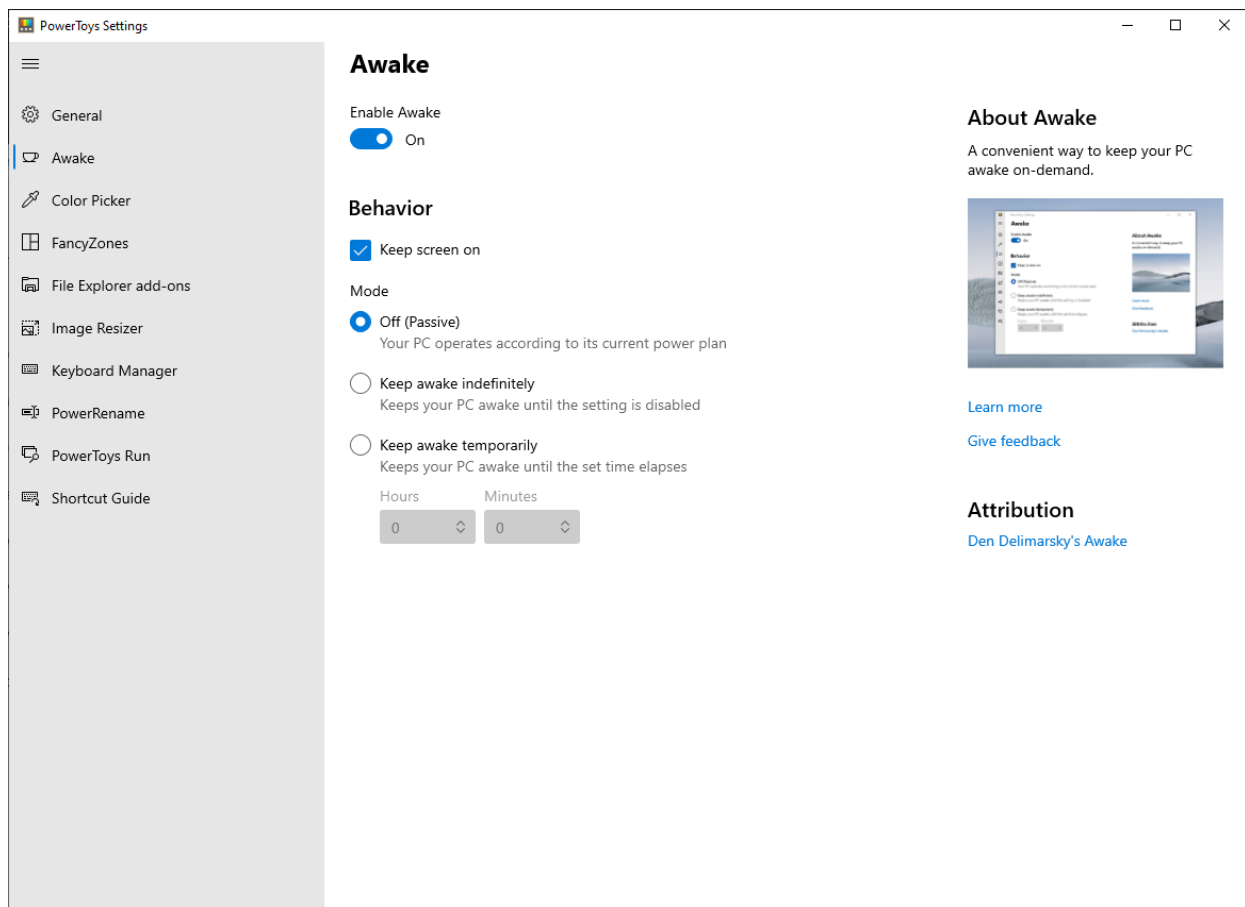 PowerToys Settings
General
Awake
Color Picker
FancyZones
File Explorer add-ons
Image Resizer
Keyboard Manager
PowerRename
PowerToys Run
Shortcut Guide
Awake
Enable Awake
On
Behavior
Keep screen on
Mode
Off (Passive)
Your PC operates according to its current power plan
Keep awake indefinitely
Keeps your PC awake until the setting is disabled
Keep awake temporarily
Keeps your PC awake until the set time elapses
Hours Minutes
0 0
About Awake
A convenient way to keep your PC
awake on-demand.
Awake
About Awake
Behavior
Learn more
Give feedback
Attribution
Den Delimarsky's Awake